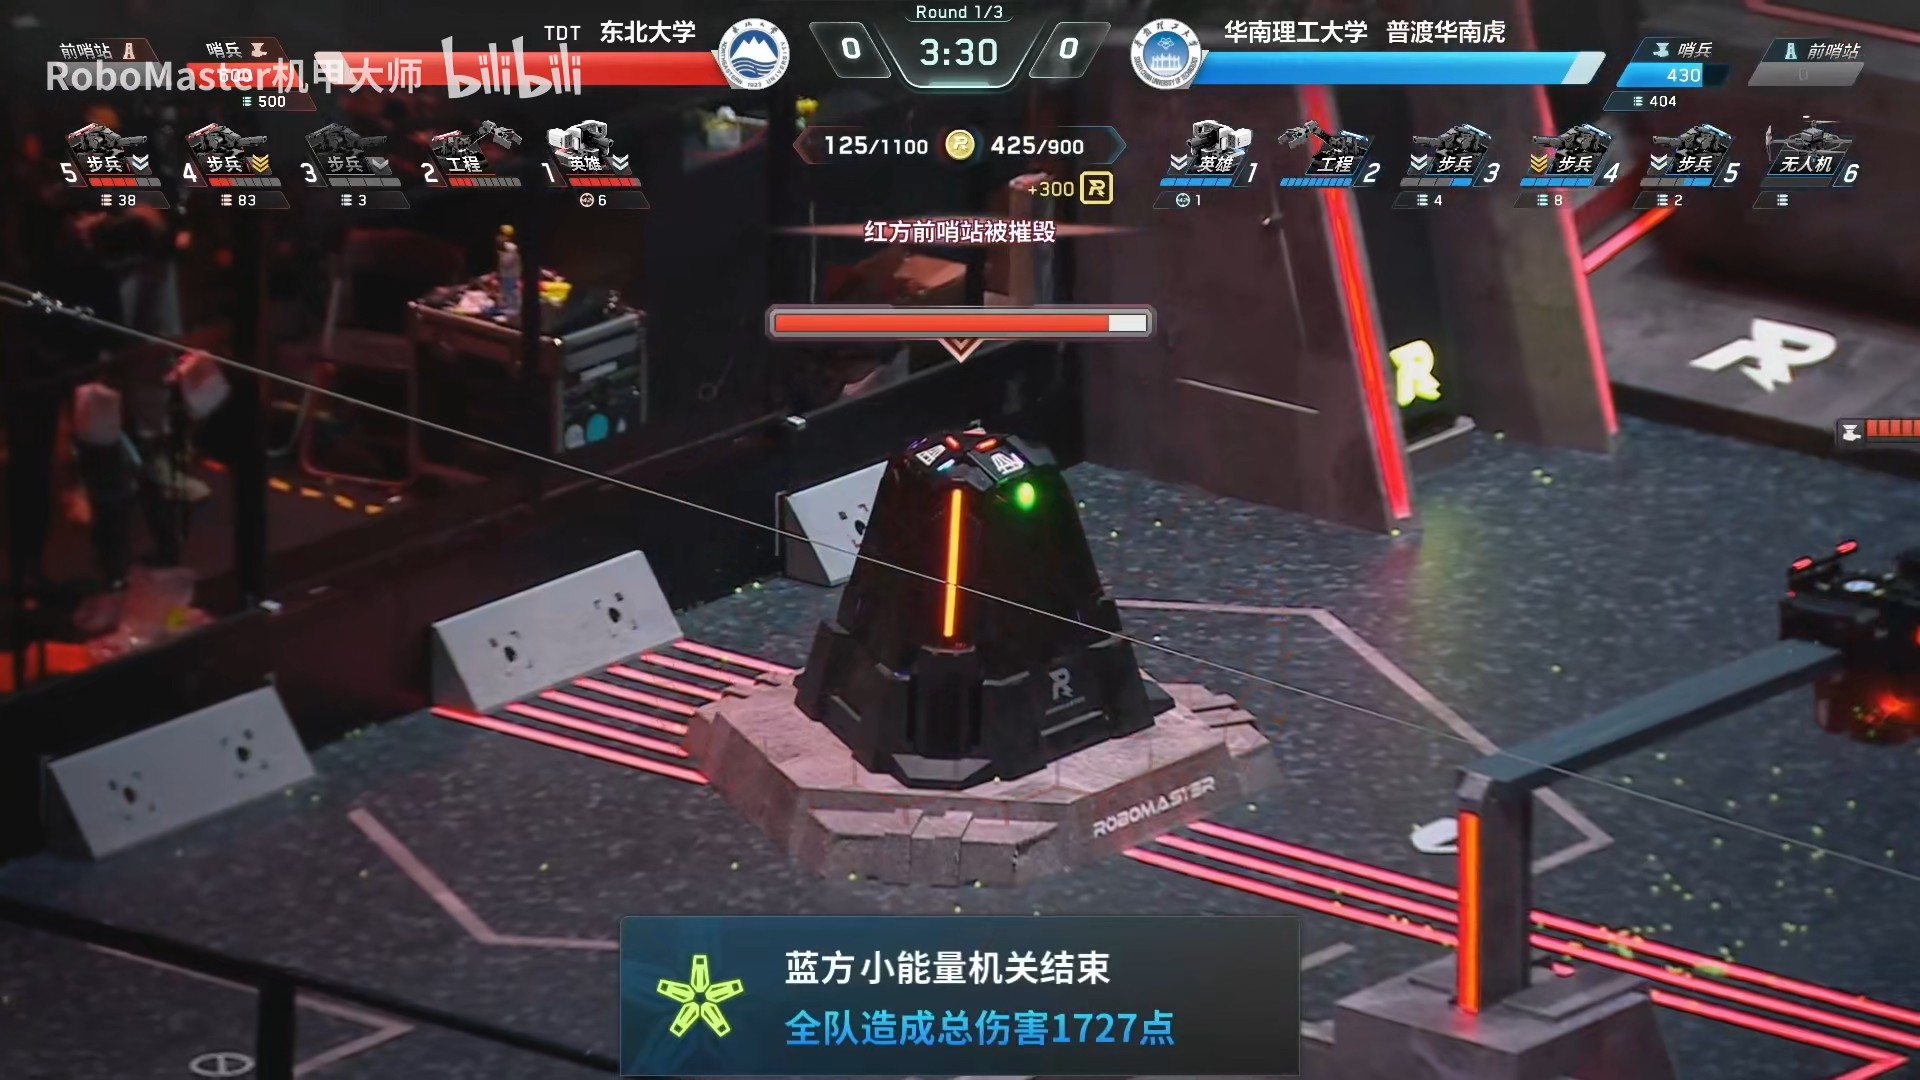 Round 1/3
TDT 东北大学
0
3:30
0
华南理工大学 普渡华南虎
前哨站
哨兵
600
500
RoboMaster机甲大师 bilibili
哨兵
430
404
前哨站
0
5 步兵
38
4 步兵
83
3 步兵
3
2 工程
1 英雄
6
125/1100
425/900
+300
英雄 1
1
工程 2
步兵 3
4
步兵 4
8
步兵 5
2
无人机 6
红方前哨站被摧毁
ROBOMASTER
蓝方小能量机关结束
全队造成总伤害1727点